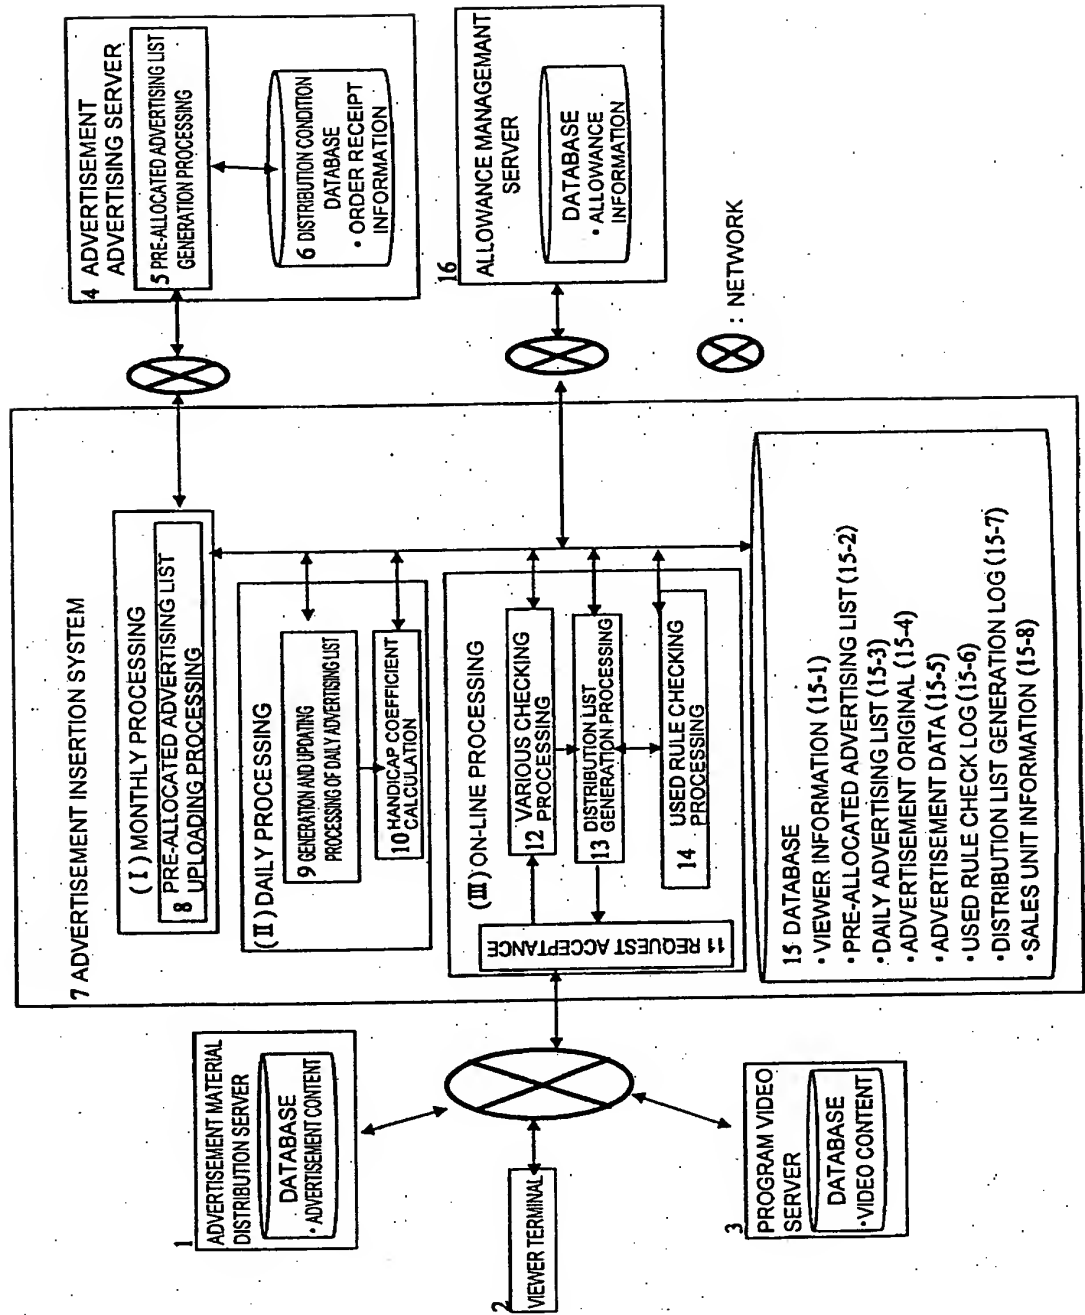 1
ADVERTISEMENT MATERIAL
DISTRIBUTION SERVER
DATABASE
• ADVERTISEMENT CONTENT
2
VIEWER TERMINAL
3
PROGRAM VIDEO
SERVER
DATABASE
•VIDEO CONTENT
7 ADVERTISEMENT INSERTION SYSTEM
(I) MONTHLY PROCESSING
8 PRE-ALLOCATED ADVERTISING LIST
UPLOADING PROCESSING
(II) DAILY PROCESSING
9 GENERATION AND UPDATING
PROCESSING OF DAILY ADVERTISING LIST
10 HANDICAP COEFFICIENT
CALCULATION
(III) ON-LINE PROCESSING
11 REQUEST ACCEPTANCE
VARIOUS CHECKING
12 PROCESSING
DISTRIBUTION LIST
13 GENERATION PROCESSING
USED RULE CHECKING
14 PROCESSING
15 DATABASE
• VIEWER INFORMATION (15-1)
• PRE-ALLOCATED ADVERTISING LIST (15-2)
• DAILY ADVERTISING LIST (15-3)
• ADVERTISEMENT ORIGINAL (15-4)
• ADVERTISEMENT DATA (15-5)
• USED RULE CHECK LOG (15-6)
• DISTRIBUTION LIST GENERATION LOG (15-7)
• SALES UNIT INFORMATION (15-8)
4 ADVERTISEMENT
ADVERTISING SERVER
5 PRE-ALLOCATED ADVERTISING LIST
GENERATION PROCESSING
6 DISTRIBUTION CONDITION
DATABASE
• ORDER RECEIPT
INFORMATION
16
ALLOWANCE MANAGEMANT
SERVER
DATABASE
• ALLOWANCE
INFORMATION
: NETWORK